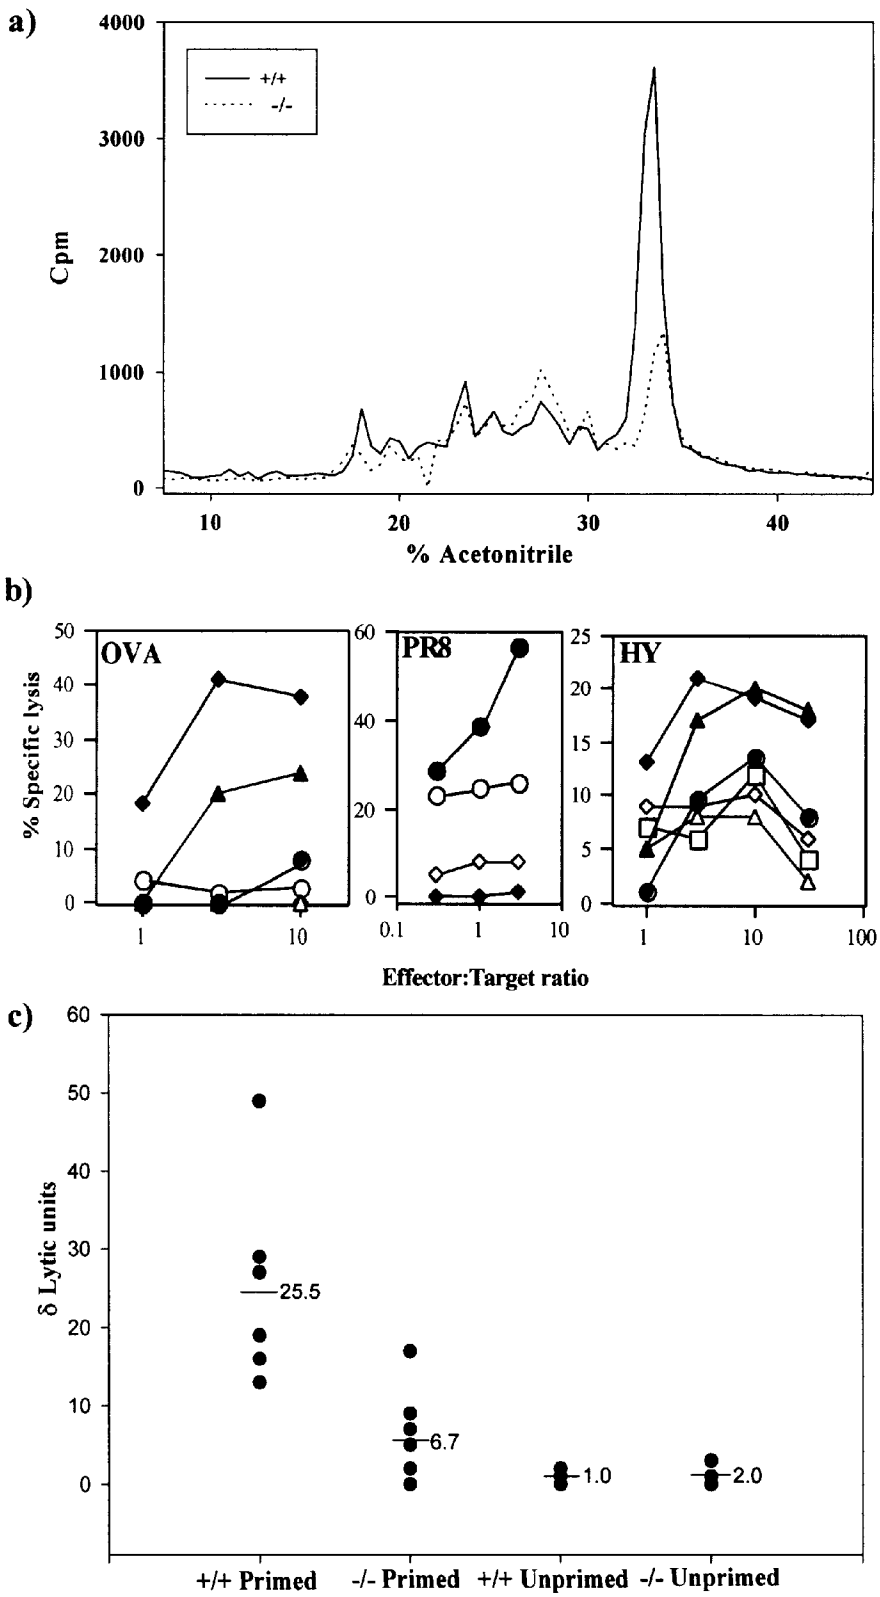 a)
4000
3000
2000
1000
0
Cpm
+/+
-/-
10 20 30 40
% Acetonitrile
b)
OVA
50
40
30
20
10
0
% Specific lysis
1 10
PR8
60
40
20
0
0.1 1 10
HY
25
20
15
10
5
0
1 10 100
Effector:Target ratio
c)
60
50
40
30
20
10
0
δ Lytic units
25.5
6.7
1.0
2.0
+/+ Primed -/- Primed +/+ Unprimed -/- Unprimed